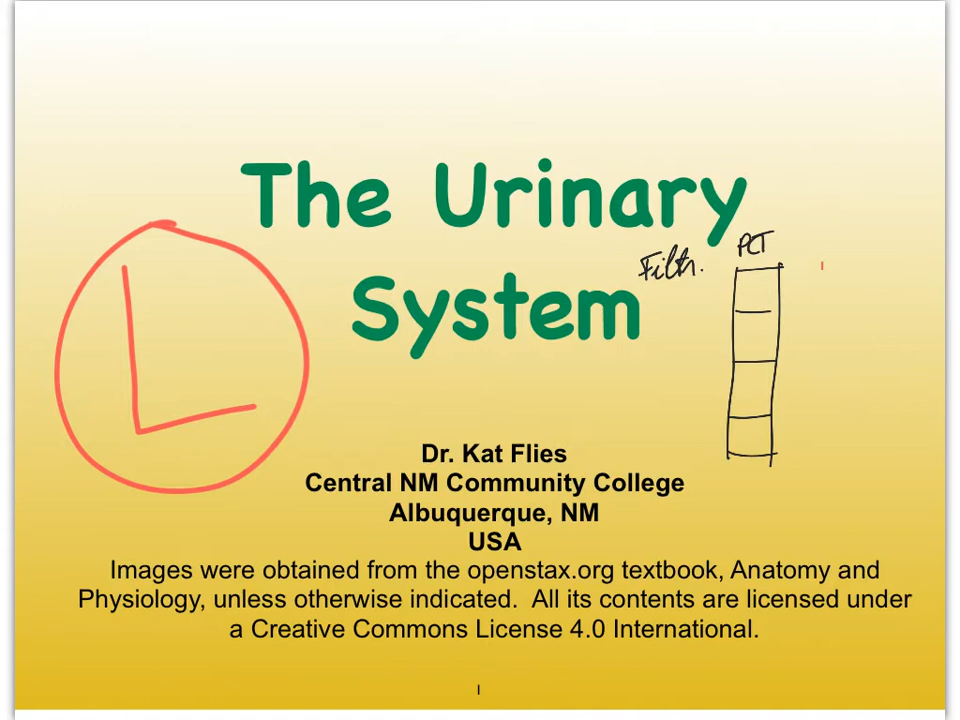 The Urinary
System
L
Filtr.
PCT
Dr. Kat Flies
Central NM Community College
Albuquerque, NM
USA
Images were obtained from the openstax.org textbook, Anatomy and
Physiology, unless otherwise indicated.  All its contents are licensed under
a Creative Commons License 4.0 International.
1